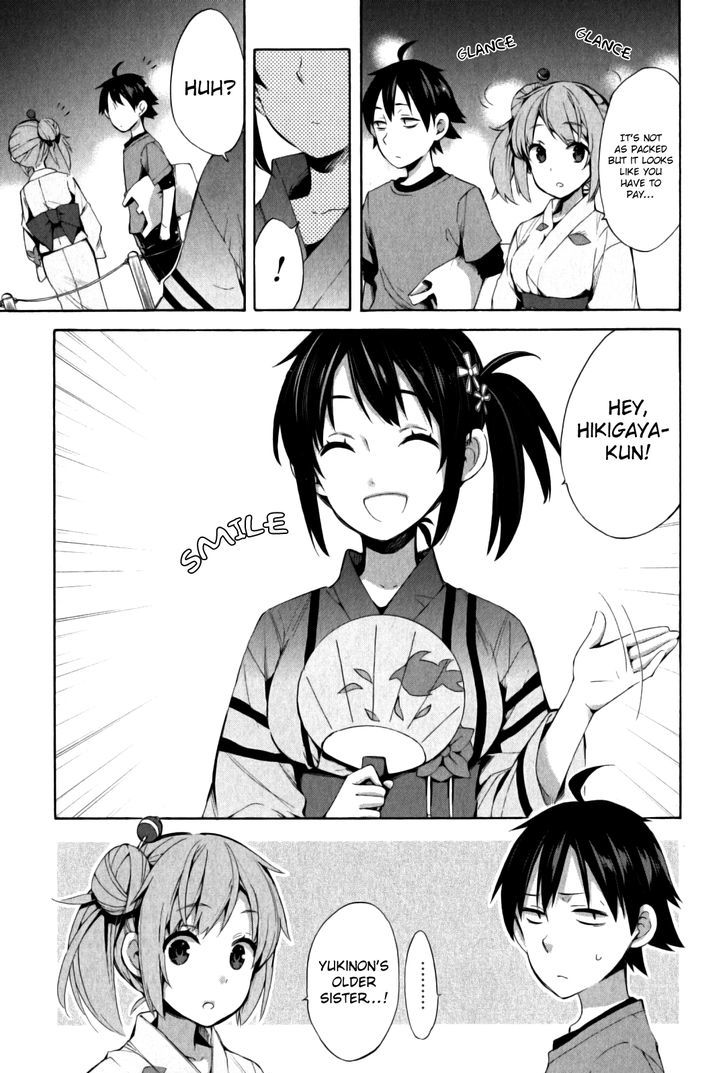 GLANCE
GLANCE
IT'S NOT
AS PACKED
BUT IT LOOKS
LIKE YOU
HAVE TO
PAY...
!
HUH?
HEY,
HIKIGAYA-
KUN!
SMILE
.........
YUKINON'S
OLDER
SISTER...!